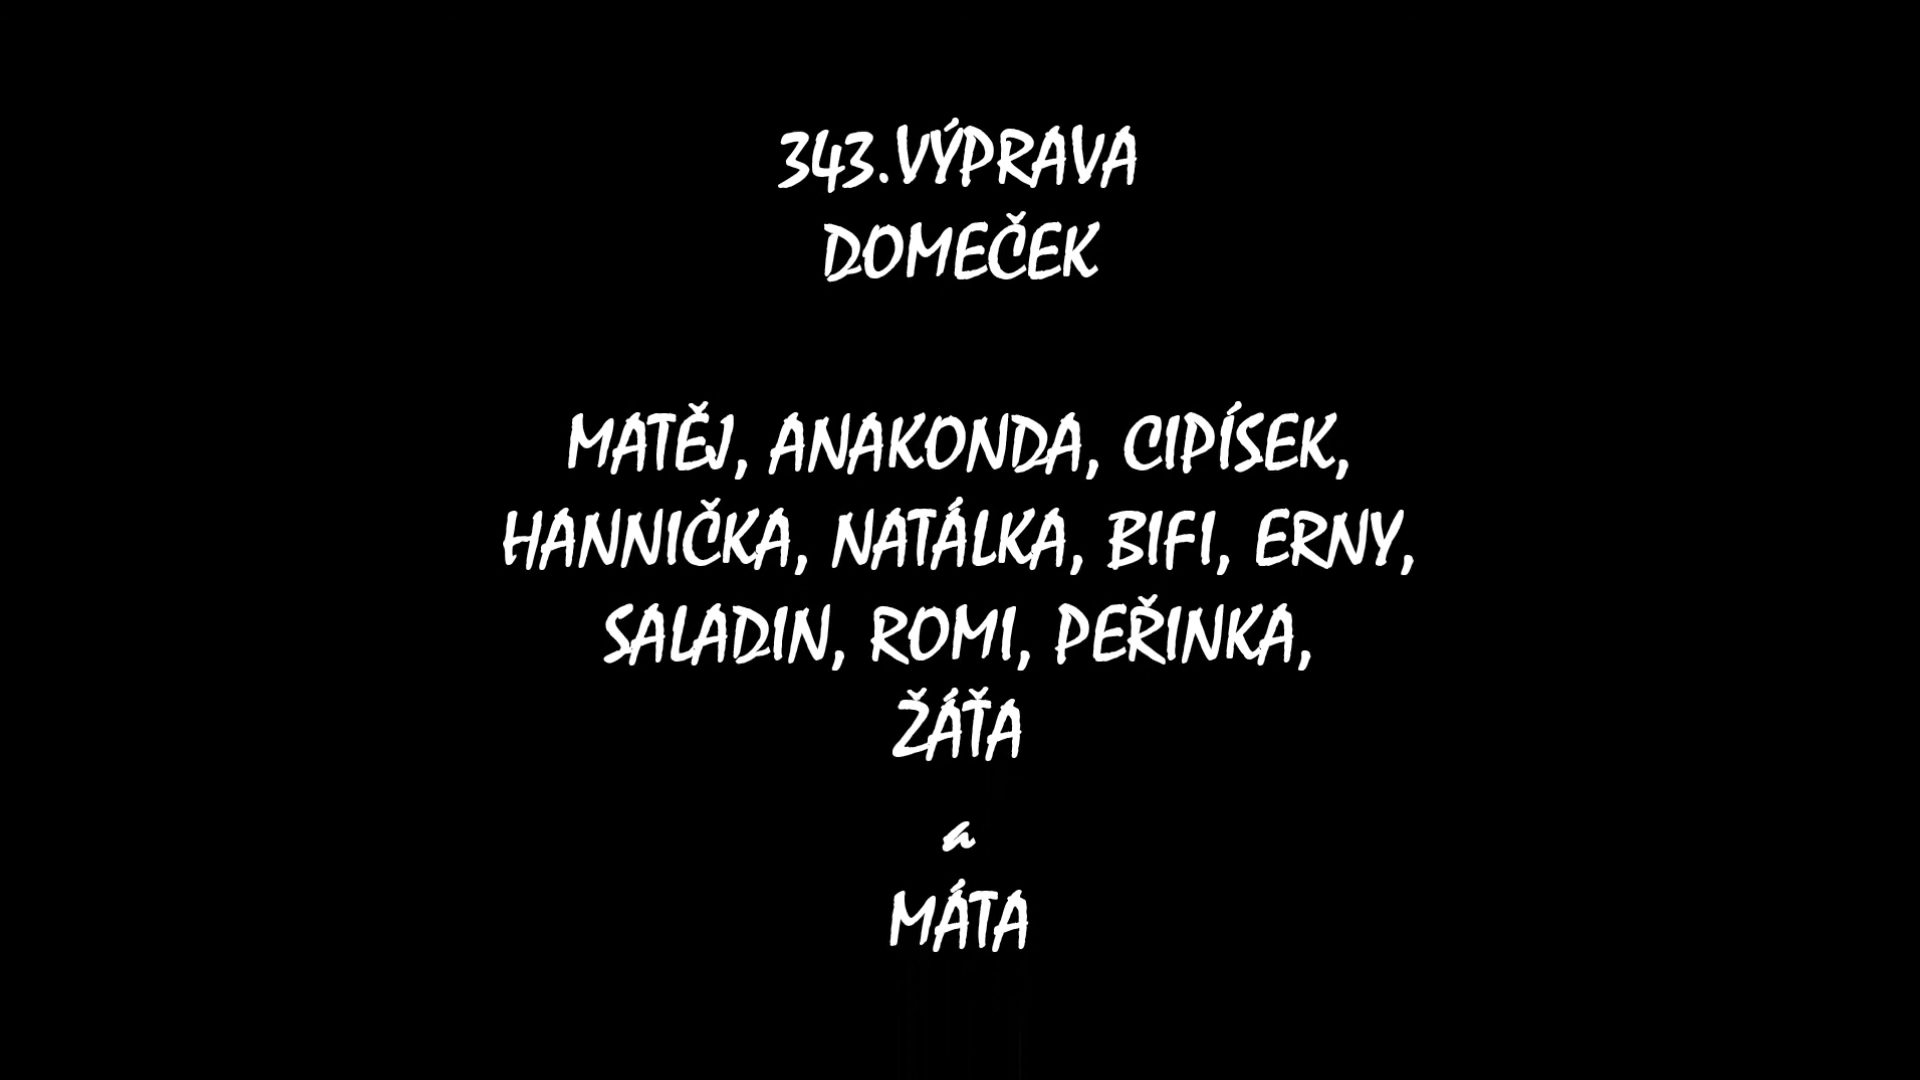 343.VÝPRAVA
DOMEČEK
MATĚJ, ANAKONDA, CIPÍSEK,
HANNIČKA, NATÁLKA, BIFI, ERNY,
SALADIN, ROMI, PEŘINKA,
ŽÁŤA
a
MÁTA